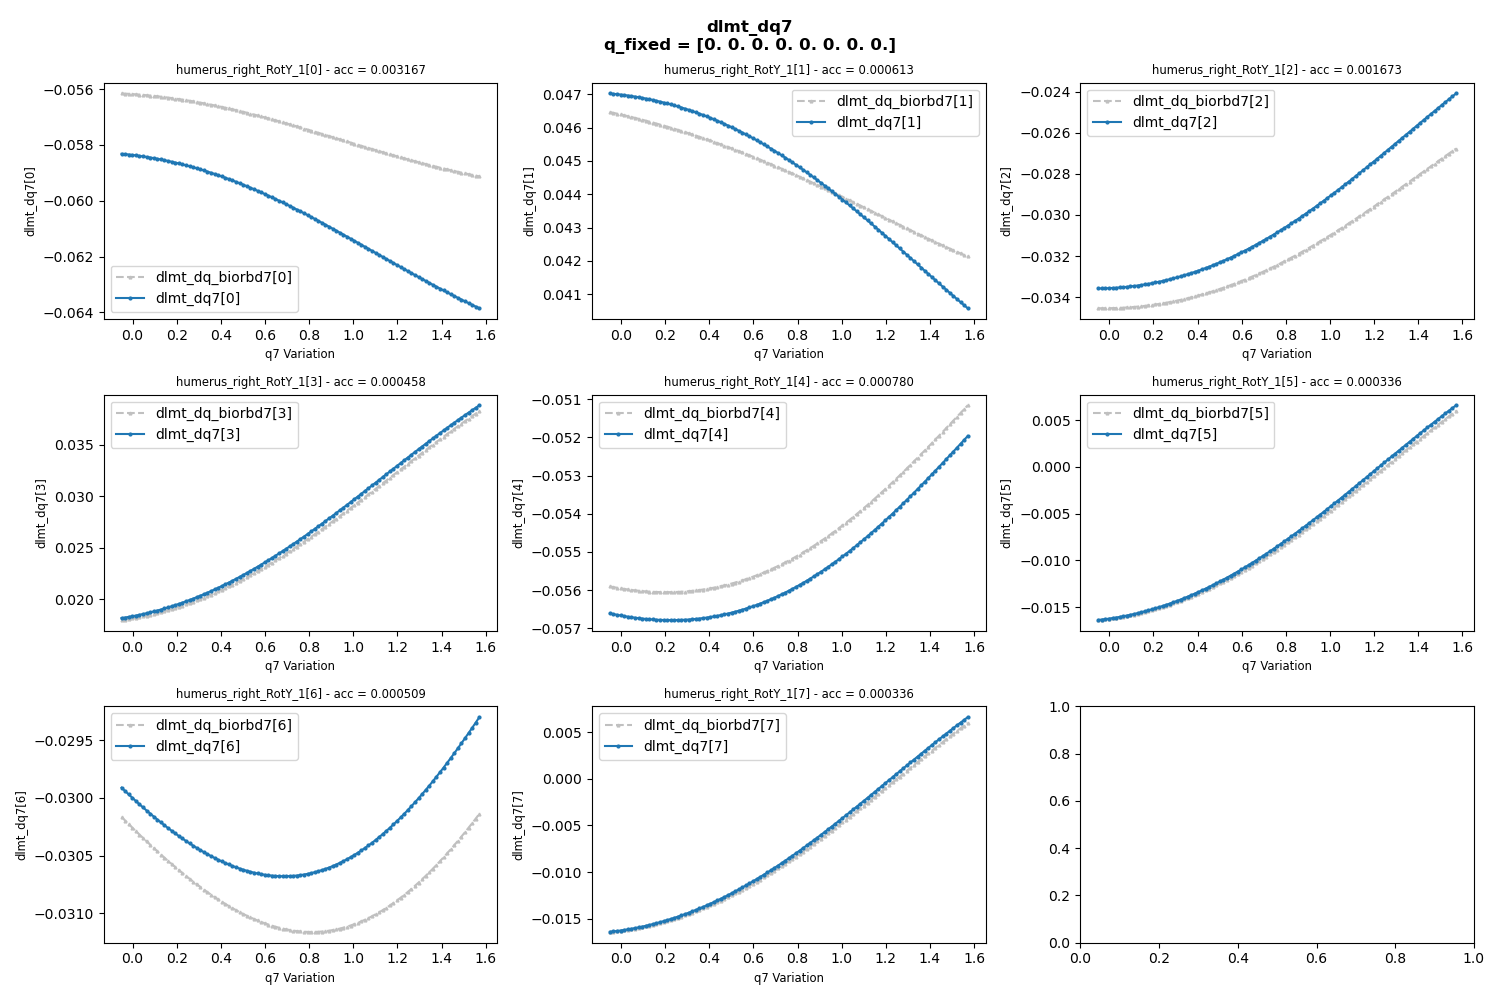 dlmt_dq7
q_fixed = [0. 0. 0. 0. 0. 0. 0. 0.]
humerus_right_RotY_1[0] - acc = 0.003167
dlmt_dq7[0]
−0.056
−0.058
−0.060
−0.062
−0.064
dlmt_dq_biorbd7[0]
dlmt_dq7[0]
0.0 0.2 0.4 0.6 0.8 1.0 1.2 1.4 1.6
q7 Variation
humerus_right_RotY_1[1] - acc = 0.000613
dlmt_dq7[1]
0.047
0.046
0.045
0.044
0.043
0.042
0.041
dlmt_dq_biorbd7[1]
dlmt_dq7[1]
0.0 0.2 0.4 0.6 0.8 1.0 1.2 1.4 1.6
q7 Variation
humerus_right_RotY_1[2] - acc = 0.001673
dlmt_dq7[2]
−0.024
−0.026
−0.028
−0.030
−0.032
−0.034
dlmt_dq_biorbd7[2]
dlmt_dq7[2]
0.0 0.2 0.4 0.6 0.8 1.0 1.2 1.4 1.6
q7 Variation
humerus_right_RotY_1[3] - acc = 0.000458
dlmt_dq7[3]
0.035
0.030
0.025
0.020
dlmt_dq_biorbd7[3]
dlmt_dq7[3]
0.0 0.2 0.4 0.6 0.8 1.0 1.2 1.4 1.6
q7 Variation
humerus_right_RotY_1[4] - acc = 0.000780
dlmt_dq7[4]
−0.051
−0.052
−0.053
−0.054
−0.055
−0.056
−0.057
dlmt_dq_biorbd7[4]
dlmt_dq7[4]
0.0 0.2 0.4 0.6 0.8 1.0 1.2 1.4 1.6
q7 Variation
humerus_right_RotY_1[5] - acc = 0.000336
dlmt_dq7[5]
0.005
0.000
−0.005
−0.010
−0.015
dlmt_dq_biorbd7[5]
dlmt_dq7[5]
0.0 0.2 0.4 0.6 0.8 1.0 1.2 1.4 1.6
q7 Variation
humerus_right_RotY_1[6] - acc = 0.000509
dlmt_dq7[6]
−0.0295
−0.0300
−0.0305
−0.0310
dlmt_dq_biorbd7[6]
dlmt_dq7[6]
0.0 0.2 0.4 0.6 0.8 1.0 1.2 1.4 1.6
q7 Variation
humerus_right_RotY_1[7] - acc = 0.000336
dlmt_dq7[7]
0.005
0.000
−0.005
−0.010
−0.015
dlmt_dq_biorbd7[7]
dlmt_dq7[7]
0.0 0.2 0.4 0.6 0.8 1.0 1.2 1.4 1.6
q7 Variation
1.0
0.8
0.6
0.4
0.2
0.0
0.0 0.2 0.4 0.6 0.8 1.0